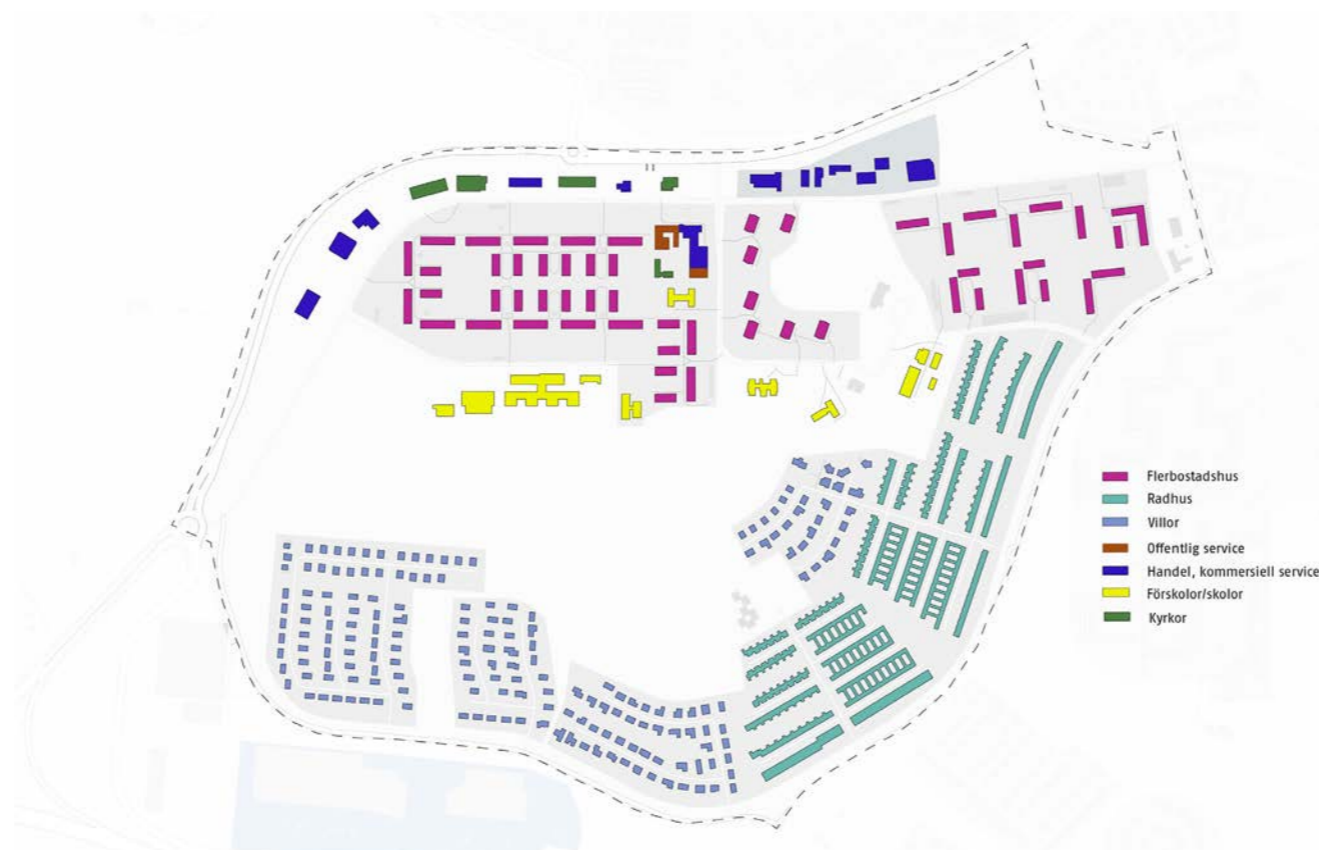 Flerbostadshus
Radhus
Villor
Offentlig service
Handel, kommersiell service
Förskolor/skolor
Kyrkor